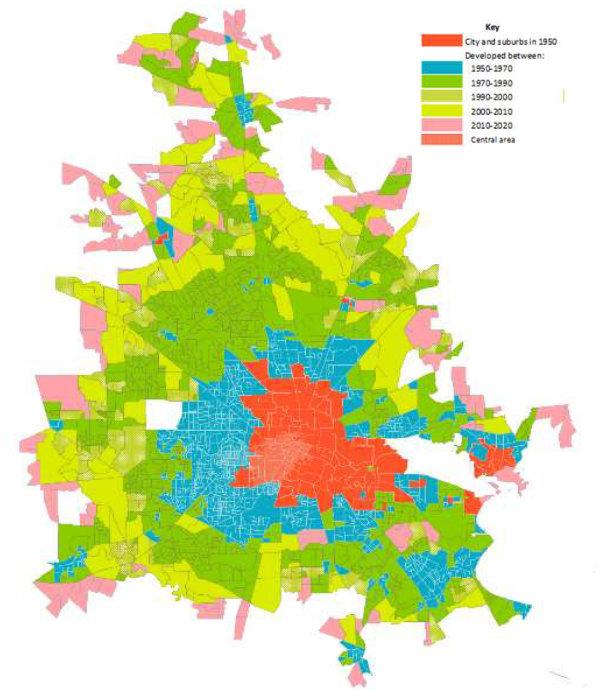 Key
City and suburbs in 1950
Developed between:
1950-1970
1970-1990
1990-2000
2000-2010
2010-2020
Central area